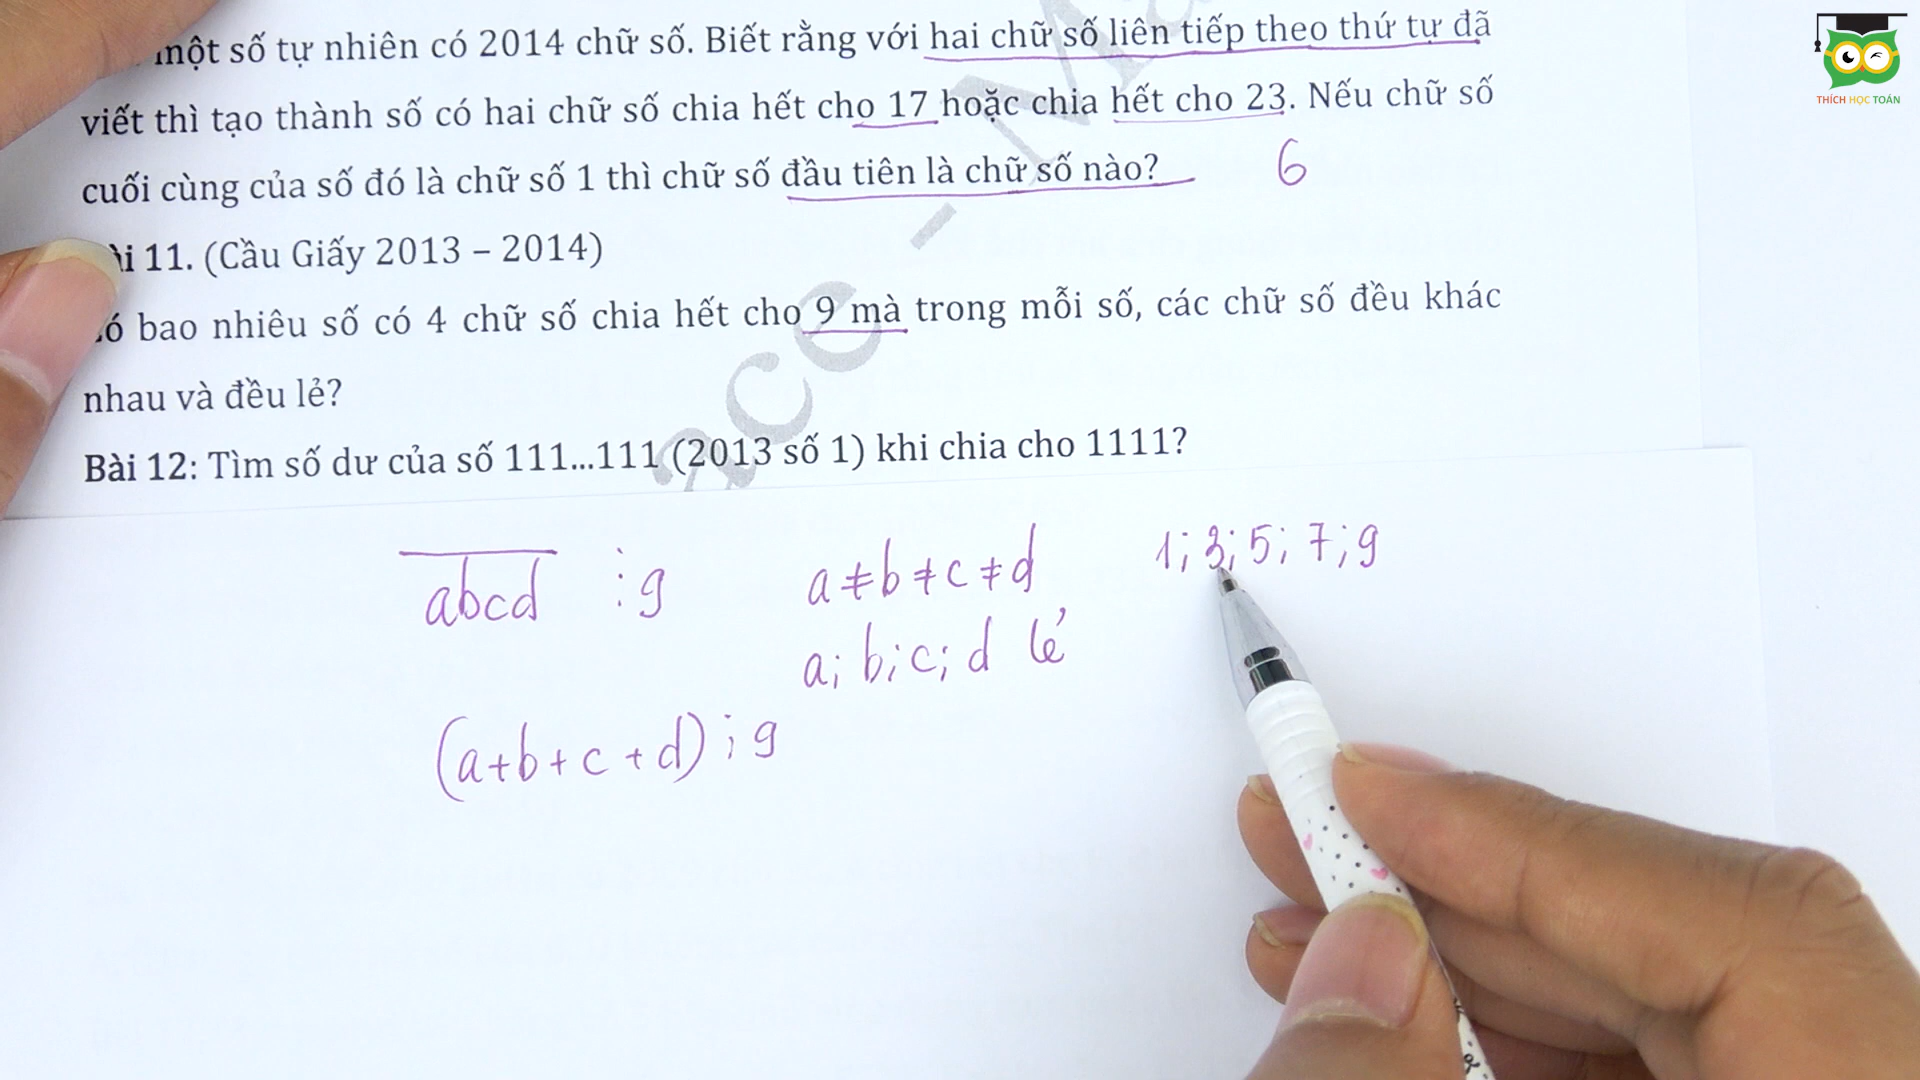 một số tự nhiên có 2014 chữ số. Biết rằng với hai chữ số liên tiếp theo thứ tự đã
viết thì tạo thành số có hai chữ số chia hết cho 17 hoặc chia hết cho 23. Nếu chữ số
cuối cùng của số đó là chữ số 1 thì chữ số đầu tiên là chữ số nào? 6
ài 11. (Cầu Giấy 2013 – 2014)
ó bao nhiêu số có 4 chữ số chia hết cho 9 mà trong mỗi số, các chữ số đều khác
nhau và đều lẻ?
Bài 12: Tìm số dư của số 111...111 (2013 số 1) khi chia cho 1111?
abcd ⋮ 9 a ≠ b ≠ c ≠ d 1; 3; 5; 7; 9
a; b; c; d lẻ
(a+b+c+d) ⋮ 9
THÍCH HỌC TOÁN